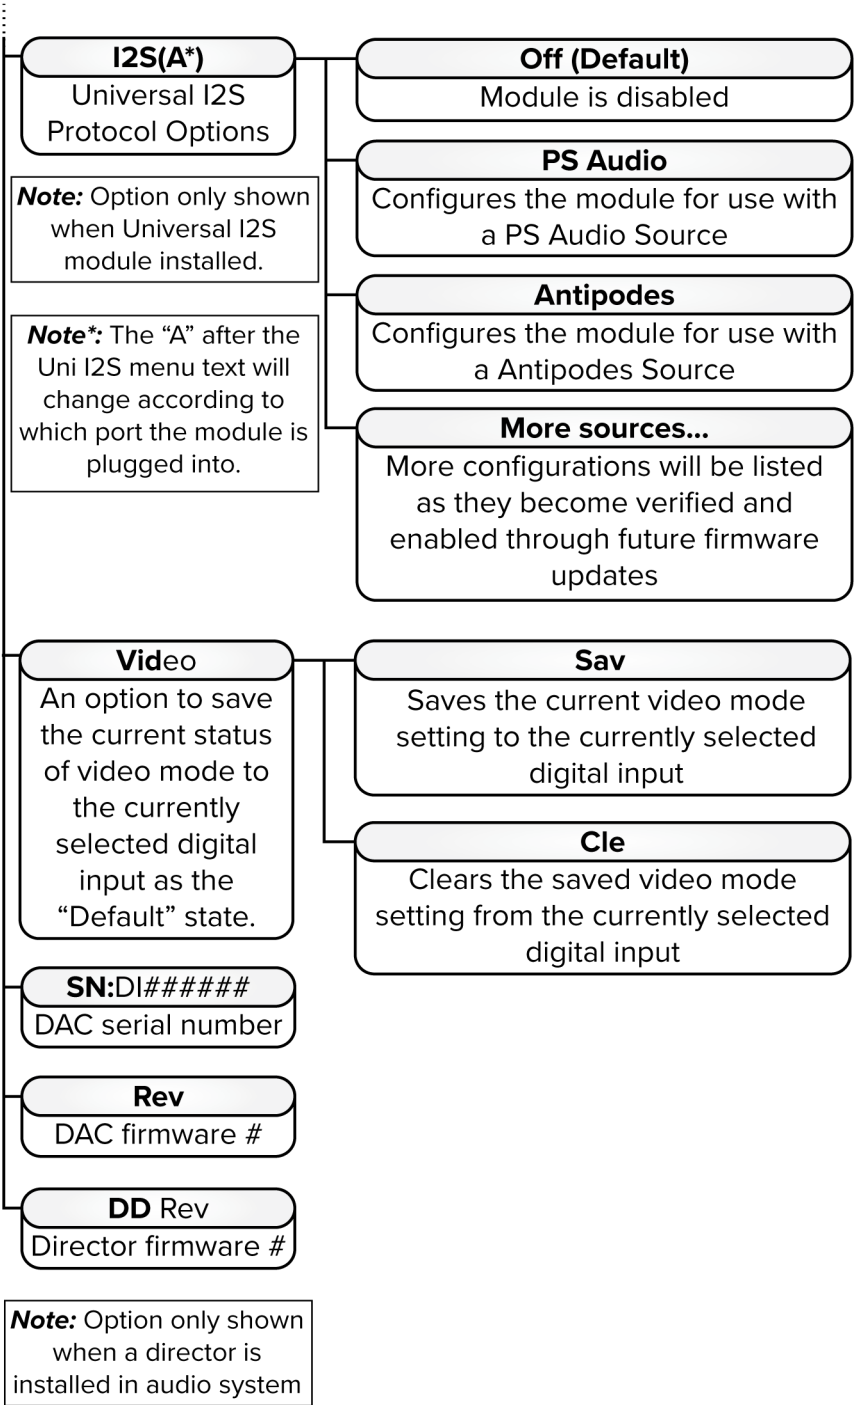 I2S(A*)
Universal I2S
Protocol Options
Off (Default)
Module is disabled
PS Audio
Configures the module for use with
a PS Audio Source
Antipodes
Configures the module for use with
a Antipodes Source
More sources...
More configurations will be listed
as they become verified and
enabled through future firmware
updates
Note: Option only shown
when Universal I2S
module installed.
Note*: The “A” after the
Uni I2S menu text will
change according to
which port the module is
plugged into.
Video
An option to save
the current status
of video mode to
the currently
selected digital
input as the
“Default” state.
Sav
Saves the current video mode
setting to the currently selected
digital input
Cle
Clears the saved video mode
setting from the currently selected
digital input
SN:DI######
DAC serial number
Rev
DAC firmware #
DD Rev
Director firmware #
Note: Option only shown
when a director is
installed in audio system